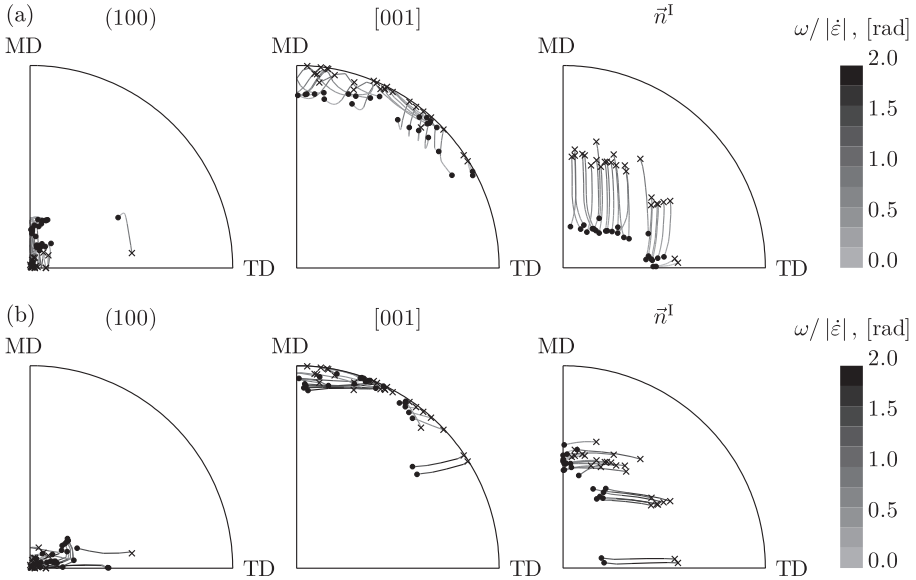 (a) (100) [001] n⃗ᴵ ω/ |ε̇| , [rad]
MD MD MD
2.0
1.5
1.0
0.5
0.0
TD TD TD
(b) (100) [001] n⃗ᴵ ω/ |ε̇| , [rad]
MD MD MD
2.0
1.5
1.0
0.5
0.0
TD TD TD